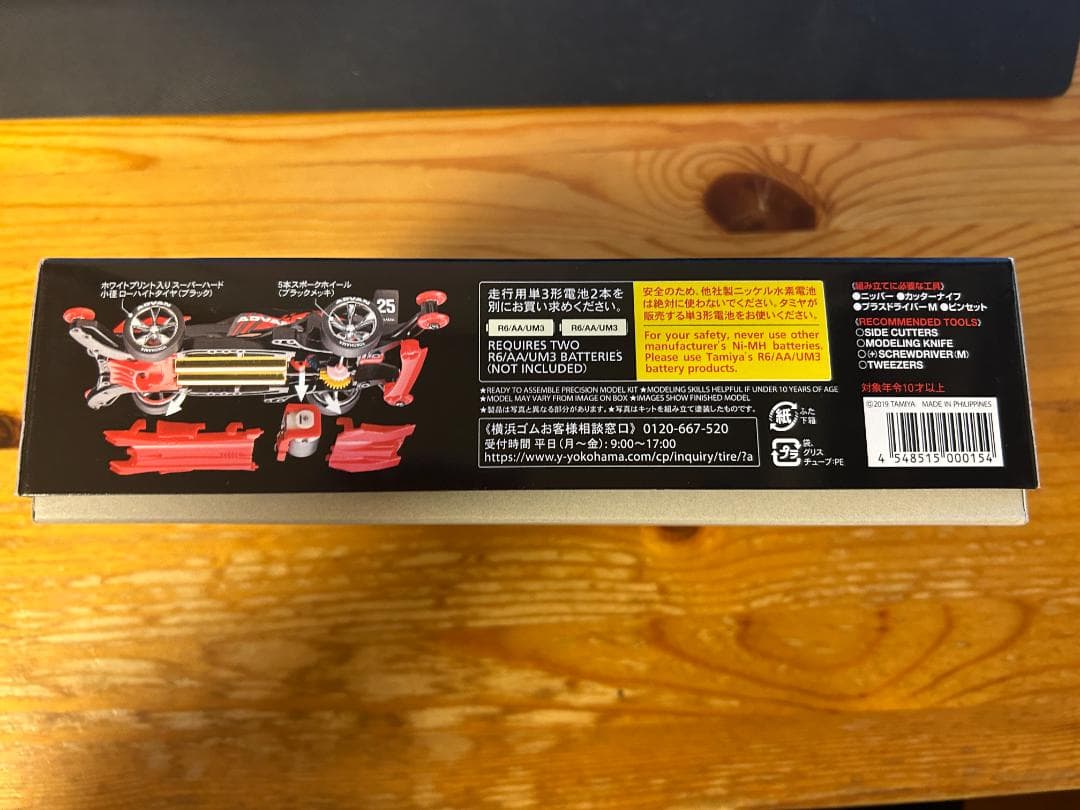 ホワイトプリント入りスーパーハード
小径 ローハイトタイヤ(ブラック)
5本スポークホイール
(ブラックメッキ)
ADVAN
ADVAN
ADVAN
25
走行用単3形電池2本を
別にお買い求めください。
R6/AA/UM3 R6/AA/UM3
REQUIRES TWO
R6/AA/UM3 BATTERIES
(NOT INCLUDED)
安全のため、他社製ニッケル水素電池
は絶対に使わないでください。タミヤが
販売する単3形電池をお使いください。
For your safety, never use other
manufacturer's Ni-MH batteries.
Please use Tamiya's R6/AA/UM3
battery products.
★READY TO ASSEMBLE PRECISION MODEL KIT ★MODELING SKILLS HELPFUL IF UNDER 10 YEARS OF AGE
★MODEL MAY VARY FROM IMAGE ON BOX ★IMAGES SHOW FINISHED MODEL
★製品は写真と異なる部分があります。★写真はキットを組み立て塗装したものです。
《横浜ゴムお客様相談窓口》 0120-667-520
受付時間 平日(月〜金):9:00〜17:00
https://www.y-yokohama.com/cp/inquiry/tire/?a
紙 ふた
下箱
プラ 袋、
グリス
チューブ:PE
《組み立てに必要な工具》
●ニッパー ●カッターナイフ
●プラスドライバーM ●ピンセット
《RECOMMENDED TOOLS》
○SIDE CUTTERS
○MODELING KNIFE
○(+)SCREWDRIVER(M)
○TWEEZERS
対象年令10才以上
©2019 TAMIYA MADE IN PHILIPPINES
4 548515 000154